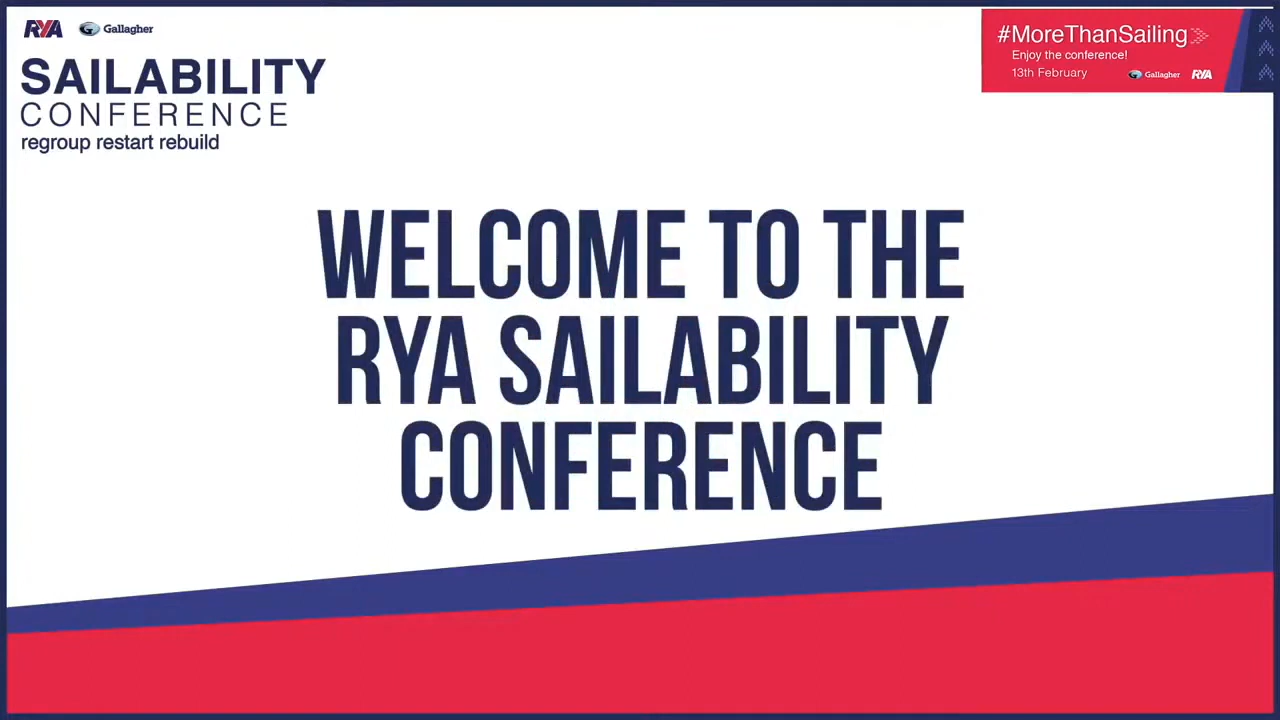 RYA Gallagher
SAILABILITY
CONFERENCE
regroup restart rebuild
#MoreThanSailing
Enjoy the conference!
13th February
Gallagher RYA
WELCOME TO THE
RYA SAILABILITY
CONFERENCE